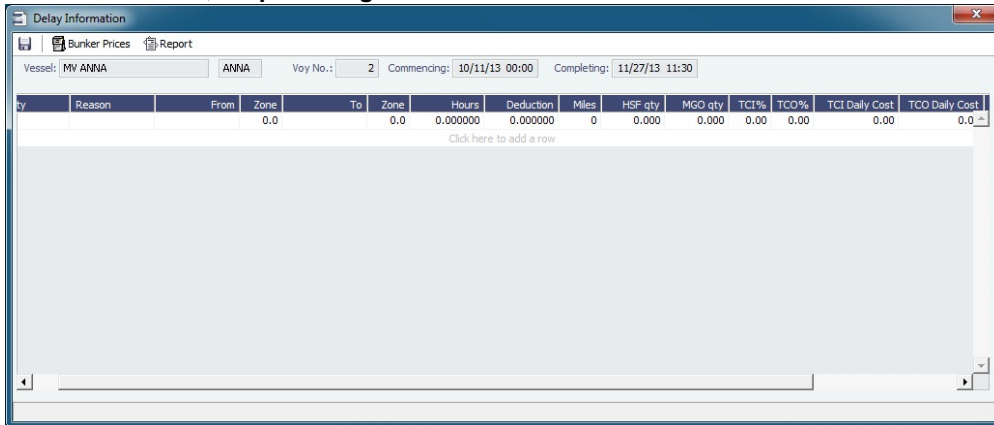 Delay Information
Bunker Prices Report
Vessel: MV ANNA ANNA Voy No.: 2 Commencing: 10/11/13 00:00 Completing: 11/27/13 11:30
ty Reason From Zone To Zone Hours Deduction Miles HSF qty MGO qty TCI% TCO% TCI Daily Cost TCO Daily Cost
0.0 0.0 0.000000 0.000000 0 0.000 0.000 0.00 0.00 0.00 0.0
Click here to add a row